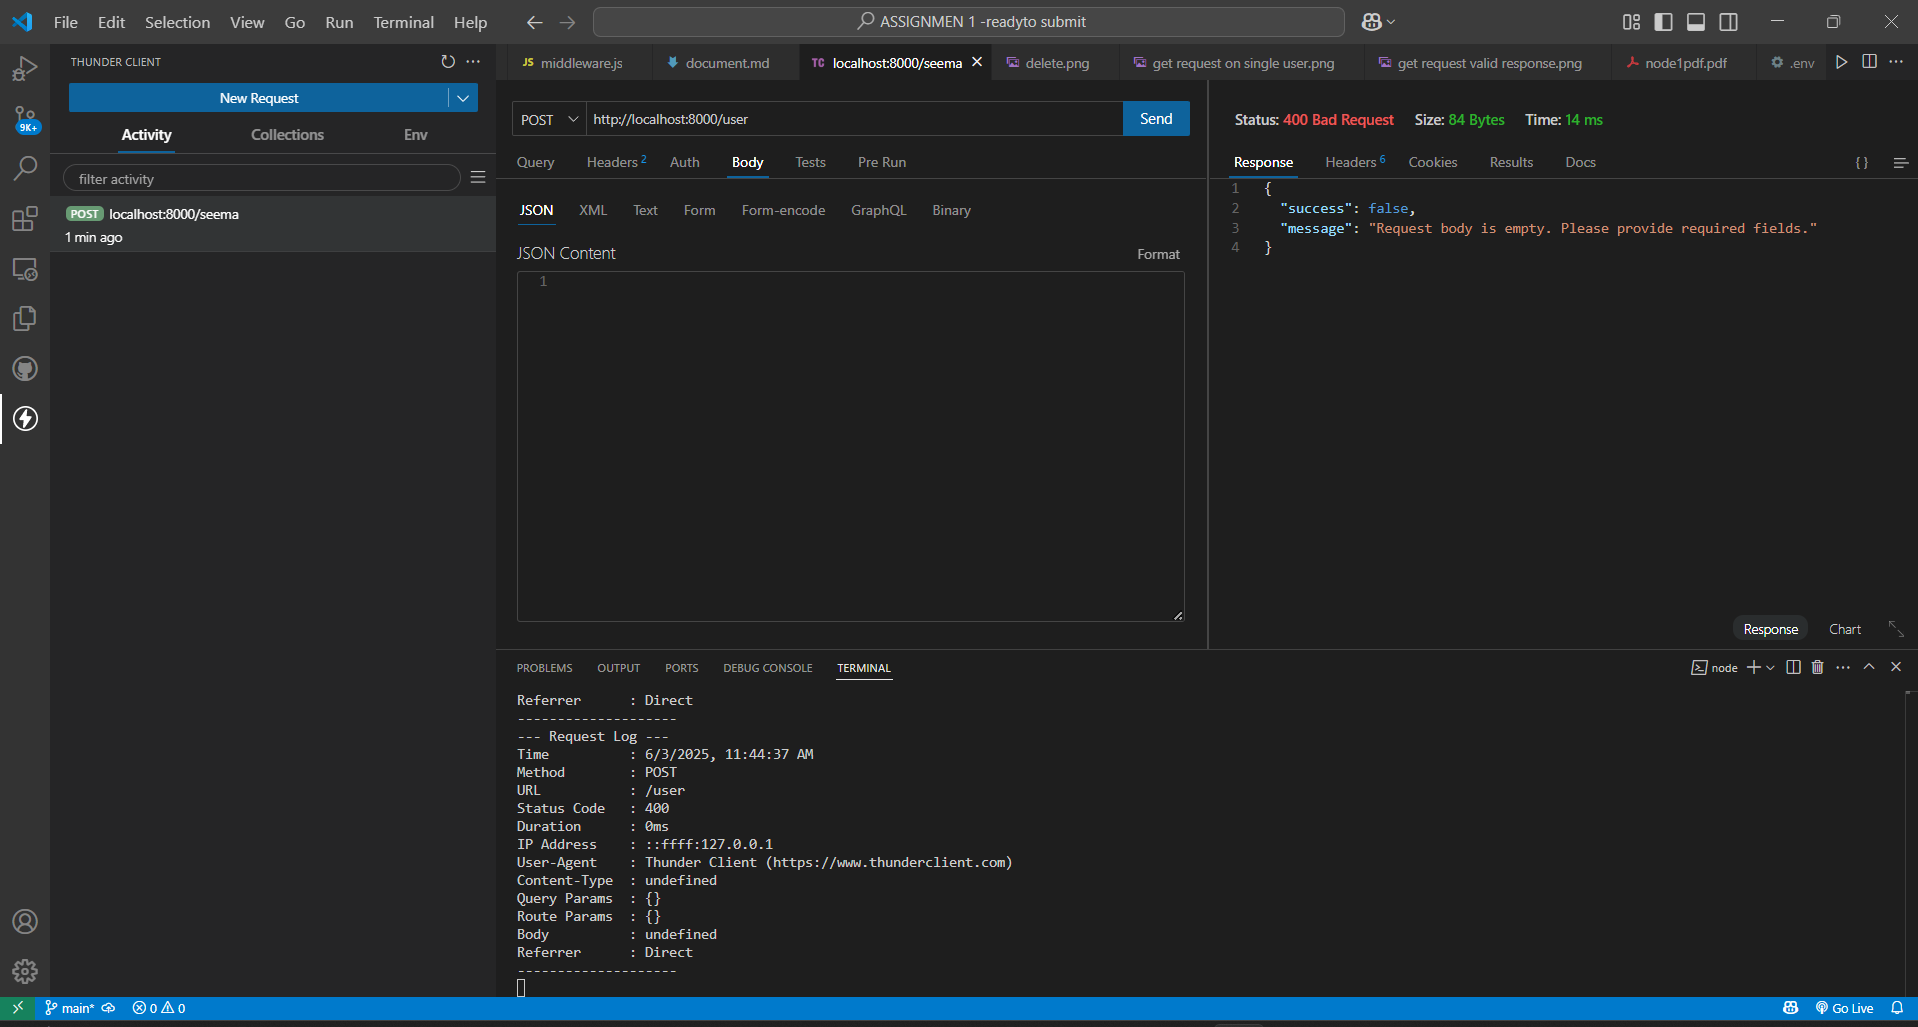 File Edit Selection View Go Run Terminal Help
ASSIGNMEN 1 -readyto submit
THUNDER CLIENT
New Request
Activity Collections Env
filter activity
POST localhost:8000/seema
1 min ago
9K+
JS middleware.js
document.md
TC localhost:8000/seema
delete.png
get request on single user.png
get request valid response.png
node1pdf.pdf
.env
POST http://localhost:8000/user Send
Query Headers 2 Auth Body Tests Pre Run
JSON XML Text Form Form-encode GraphQL Binary
JSON Content Format
1
Status: 400 Bad Request Size: 84 Bytes Time: 14 ms
Response Headers 6 Cookies Results Docs { }
1 {
2 "success": false,
3 "message": "Request body is empty. Please provide required fields."
4 }
Response Chart
PROBLEMS OUTPUT PORTS DEBUG CONSOLE TERMINAL
node
Referrer : Direct
--------------------
--- Request Log ---
Time : 6/3/2025, 11:44:37 AM
Method : POST
URL : /user
Status Code : 400
Duration : 0ms
IP Address : ::ffff:127.0.0.1
User-Agent : Thunder Client (https://www.thunderclient.com)
Content-Type : undefined
Query Params : {}
Route Params : {}
Body : undefined
Referrer : Direct
--------------------
main* 0 0 Go Live